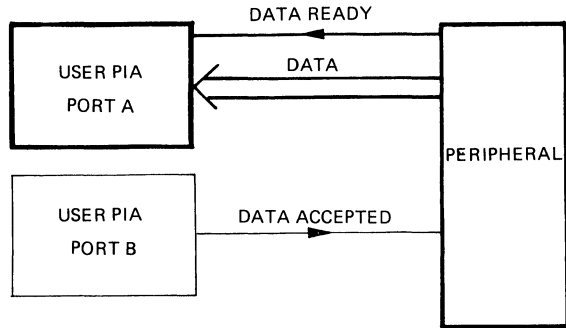 DATA READY
USER PIA
PORT A
DATA
PERIPHERAL
USER PIA
PORT B
DATA ACCEPTED